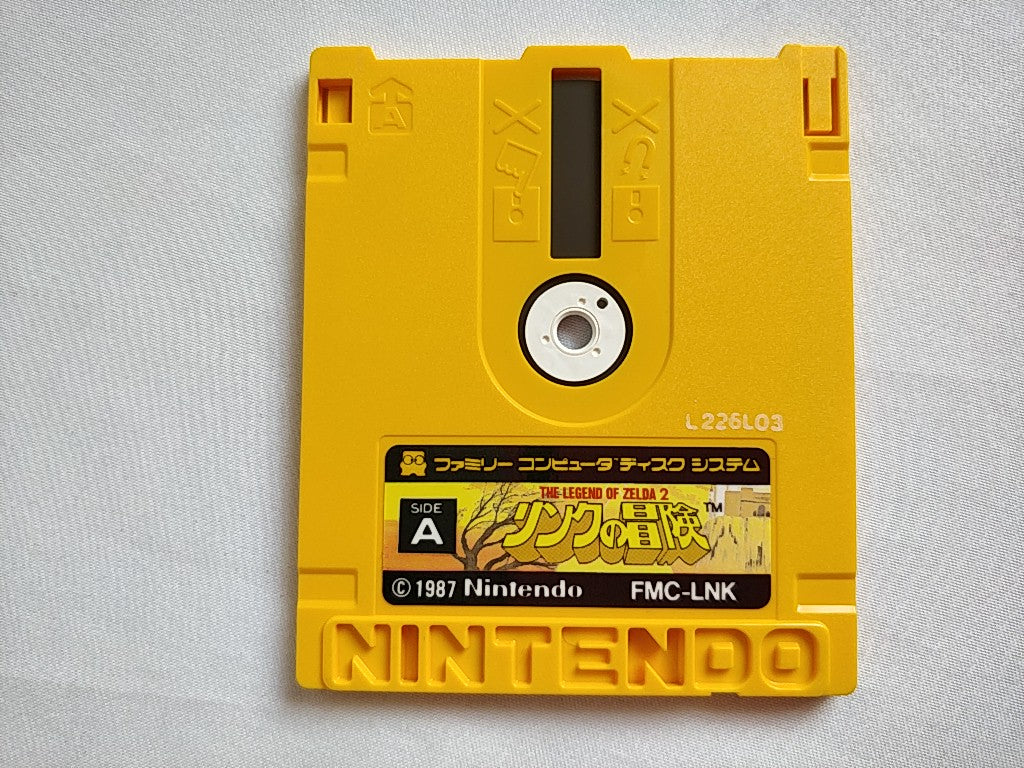 A
L226L03
ファミリー コンピュータ ディスク システム
THE LEGEND OF ZELDA 2
SIDE
A
リンクの冒険™
© 1987 Nintendo FMC-LNK
NINTENDO